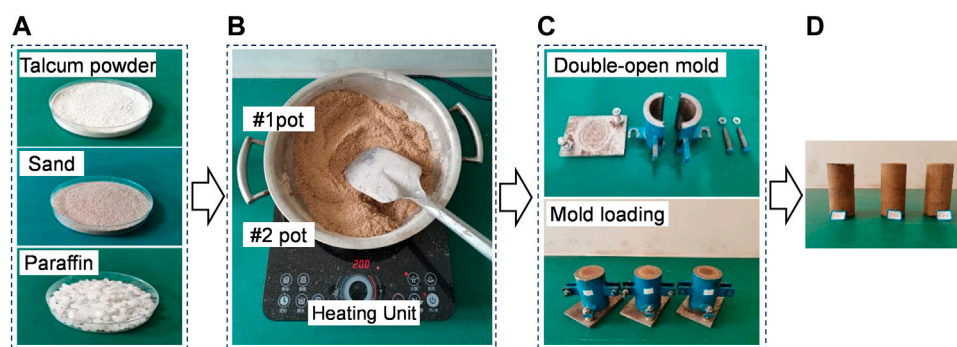 A
B
C
D
Talcum powder
Sand
Paraffin
#1pot
#2 pot
200
Heating Unit
Double-open mold
Mold loading